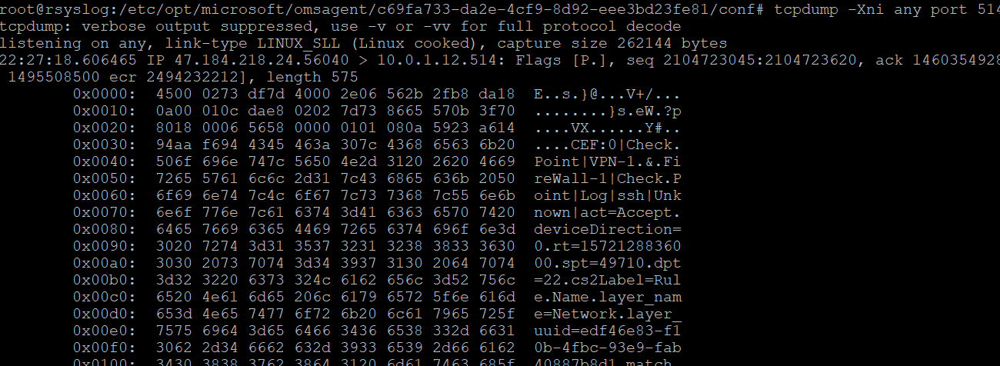 root@rsyslog:/etc/opt/microsoft/omsagent/c69fa733-da2e-4cf9-8d92-eee3bd23fe81/conf# tcpdump -Xni any port 514
tcpdump: verbose output suppressed, use -v or -vv for full protocol decode
listening on any, link-type LINUX_SLL (Linux cooked), capture size 262144 bytes
22:27:18.606465 IP 47.184.218.24.56040 > 10.0.1.12.514: Flags [P.], seq 2104723045:2104723620, ack 1460354928
1495508500 ecr 2494232212], length 575
0x0000: 4500 0273 df7d 4000 2e06 562b 2fb8 da18 E..s.}@...V+/...
0x0010: 0a00 010c dae8 0202 7d73 8665 570b 3f70 ........}s.eW.?p
0x0020: 8018 0006 5658 0000 0101 080a 5923 a614 ....VX......Y#..
0x0030: 94aa f694 4345 463a 307c 4368 6563 6b20 ....CEF:0|Check.
0x0040: 506f 696e 747c 5650 4e2d 3120 2620 4669 Point|VPN-1.&.Fi
0x0050: 7265 5761 6c6c 2d31 7c43 6865 636b 2050 reWall-1|Check.P
0x0060: 6f69 6e74 7c4c 6f67 7c73 7368 7c55 6e6b oint|Log|ssh|Unk
0x0070: 6e6f 776e 7c61 6374 3d41 6363 6570 7420 nown|act=Accept.
0x0080: 6465 7669 6365 4469 7265 6374 696f 6e3d deviceDirection=
0x0090: 3020 7274 3d31 3537 3231 3238 3833 3630 0.rt=15721288360
0x00a0: 3030 2073 7074 3d34 3937 3130 2064 7074 00.spt=49710.dpt
0x00b0: 3d32 3220 6373 324c 6162 656c 3d52 756c =22.cs2Label=Rul
0x00c0: 6520 4e61 6d65 206c 6179 6572 5f6e 616d e.Name.layer_nam
0x00d0: 653d 4e65 7477 6f72 6b20 6c61 7965 725f e=Network.layer_
0x00e0: 7575 6964 3d65 6466 3436 6538 332d 6631 uuid=edf46e83-f1
0x00f0: 3062 2d34 6662 632d 3933 6539 2d66 6162 0b-4fbc-93e9-fab
0x0100: 3430 3838 3762 3864 3120 6d61 7463 685f 40887b8d1.match_